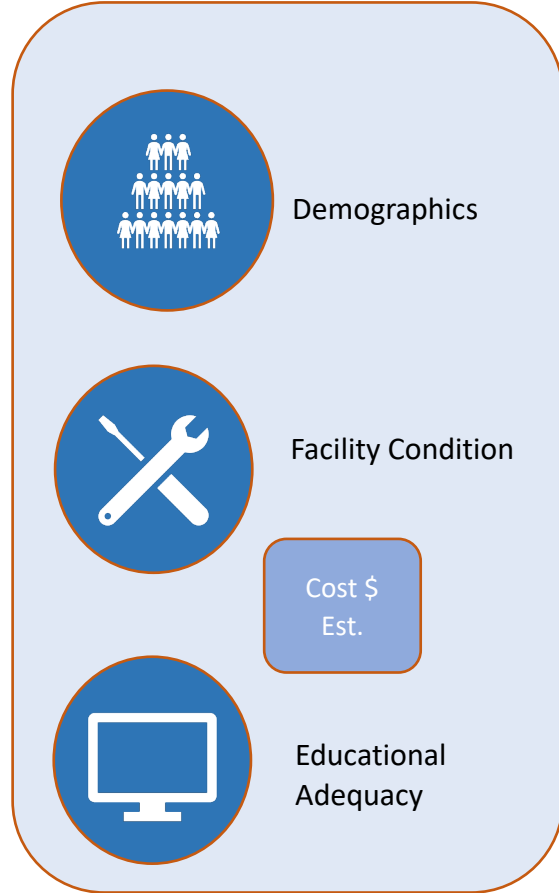 Demographics
Facility Condition
Cost $
Est.
Educational
Adequacy